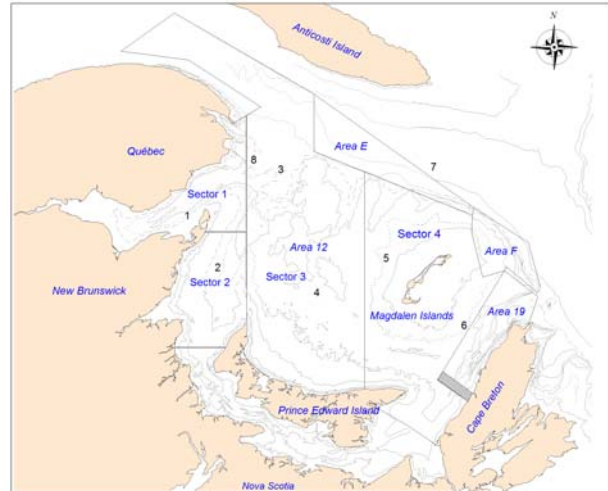 N
Anticosti Island
Québec
Area E
8
3
7
Sector 1
1
Area 12
Sector 4
Area F
2
5
Sector 2
Sector 3
4
New Brunswick
Magdalen Islands
6
Area 19
Prince Edward Island
Cape Breton
Nova Scotia